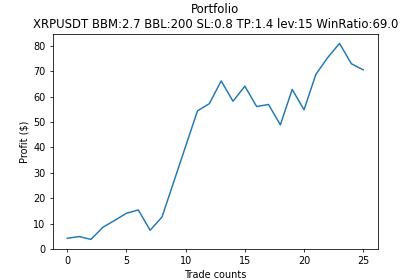 Portfolio
XRPUSDT BBM:2.7 BBL:200 SL:0.8 TP:1.4 lev:15 WinRatio:69.0
80
70
60
50
40
30
20
10
0
Profit ($)
0 5 10 15 20 25
Trade counts